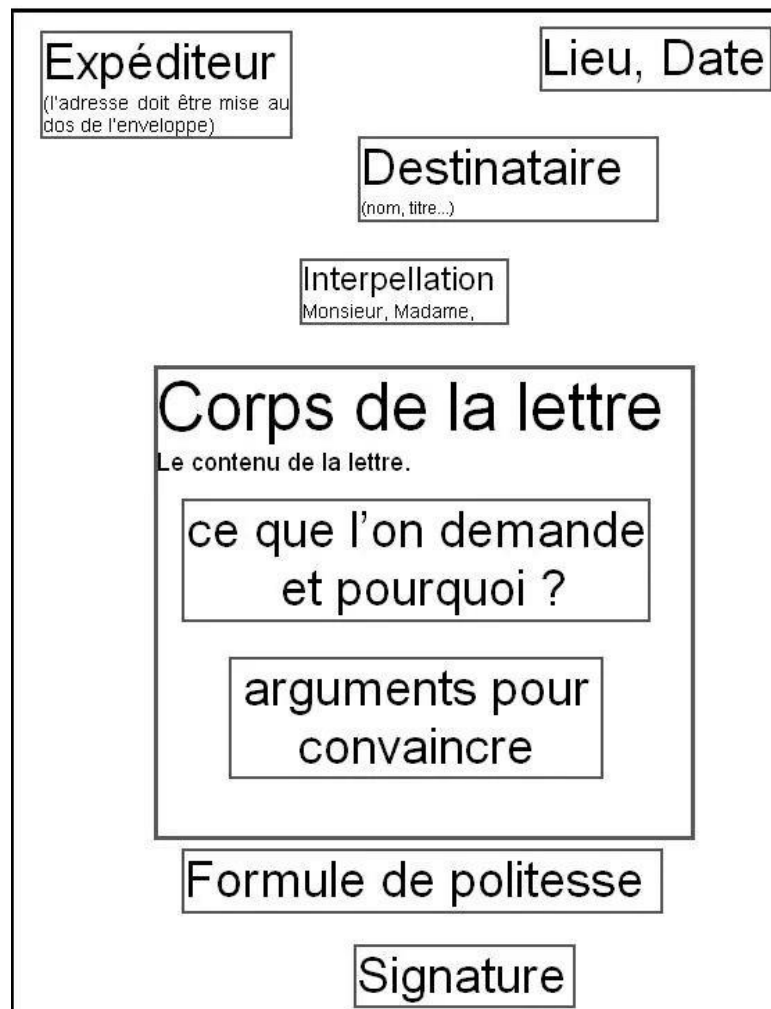 Expéditeur
(l'adresse doit être mise au
dos de l'enveloppe)
Lieu, Date
Destinataire
(nom, titre...)
Interpellation
Monsieur, Madame,
Corps de la lettre
Le contenu de la lettre.
ce que l'on demande
et pourquoi ?
arguments pour
convaincre
Formule de politesse
Signature